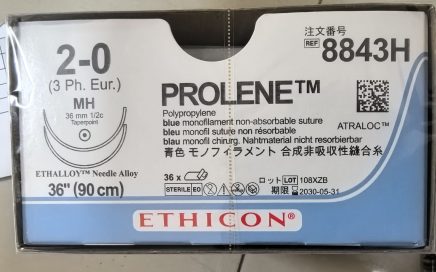 2-0
(3 Ph. Eur.)
MH
36 mm 1/2c
Taperpoint
ETHALLOY™ Needle Alloy
36" (90 cm)
注文番号
REF 8843H
PROLENE™
Polypropylene
blue monofilament non-absorbable suture
bleu monofil suture non résorbable
blau monofil chirurg. Nahtmaterial nicht resorbierbar
青色 モノフィラメント 合成非吸収性縫合糸
ATRALOC™
36 x
STERILE EO
ロット LOT 108XZB
期限 2030-05-31
ETHICON®